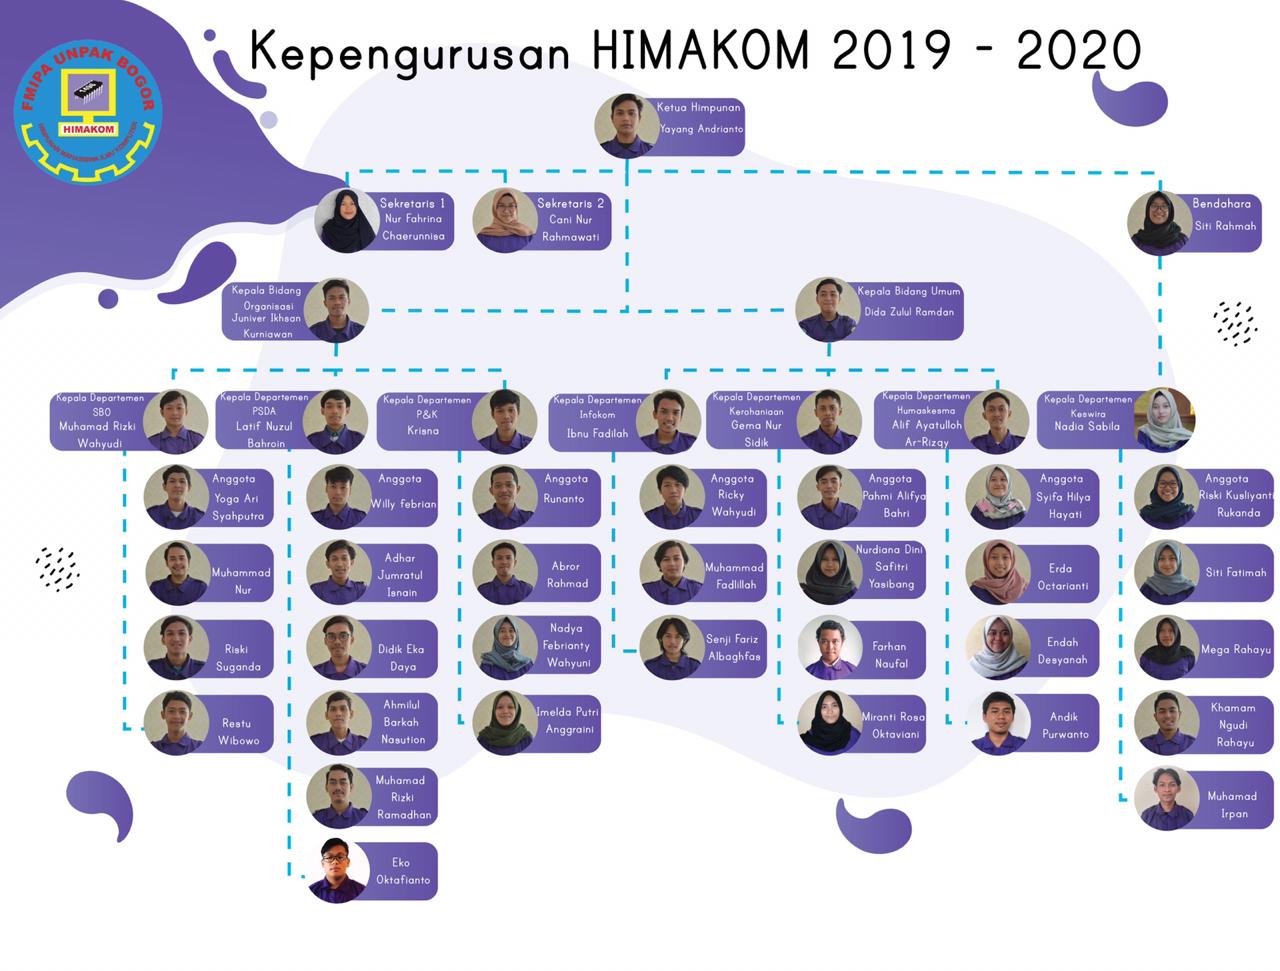 Kepengurusan HIMAKOM 2019 - 2020
FMIPA UNPAK BOGOR
HIMAKOM
HIMPUNAN MAHASISWA ILMU KOMPUTER
Ketua Himpunan
Yayang Andrianto
Sekretaris 1
Nur Fahrina
Chaerunnisa
Sekretaris 2
Cani Nur
Rahmawati
Bendahara
Siti Rahmah
Kepala Bidang
Organisasi
Juniver Ikhsan
Kurniawan
Kepala Bidang Umum
Dida Zulul Ramdan
Kepala Departemen
SBO
Muhamad Rizki
Wahyudi
Kepala Departemen
PSDA
Latif Nuzul
Bahroin
Kepala Departemen
P&K
Krisna
Kepala Departemen
Infokom
Ibnu Fadilah
Kepala Departemen
Kerohaniaan
Gema Nur
Sidik
Kepala Departemen
Humaskesma
Alif Ayatulloh
Ar-Rizqy
Kepala Departemen
Keswira
Nadia Sabila
Anggota
Yoga Ari
Syahputra
Muhammad
Nur
Riski
Suganda
Restu
Wibowo
Anggota
Willy febrian
Adhar
Jumratul
Isnain
Didik Eka
Daya
Ahmilul
Barkah
Nasution
Muhamad
Rizki
Ramadhan
Eko
Oktafianto
Anggota
Runanto
Abror
Rahmad
Nadya
Febrianty
Wahyuni
Imelda Putri
Anggraini
Anggota
Ricky
Wahyudi
Muhammad
Fadlillah
Senji Fariz
Albaghfas
Anggota
Pahmi Alifya
Bahri
Nurdiana Dini
Safitri
Yasibang
Farhan
Naufal
Miranti Rosa
Oktaviani
Anggota
Syifa Hilya
Hayati
Erda
Octarianti
Endah
Desyanah
Andik
Purwanto
Anggota
Riski Kusliyanti
Rukanda
Siti Fatimah
Mega Rahayu
Khamam
Ngudi
Rahayu
Muhamad
Irpan